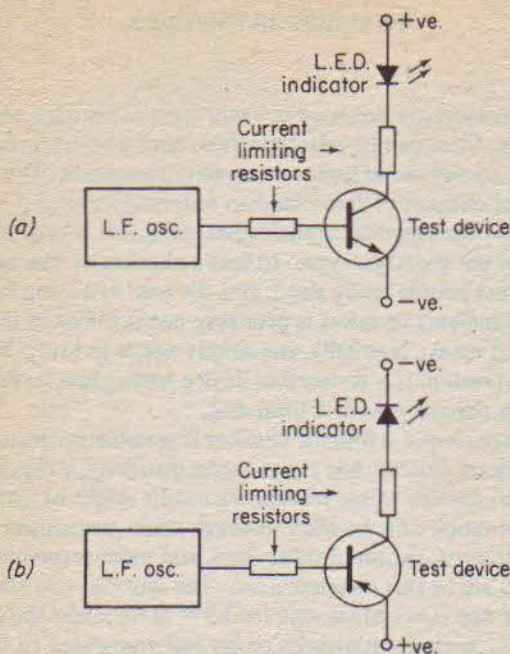 +ve.
L.E.D.
indicator
Current
limiting
resistors
(a)
L.F. osc.
Test device
−ve.
−ve.
L.E.D.
indicator
Current
limiting
resistors
(b)
L.F. osc.
Test device
+ve.